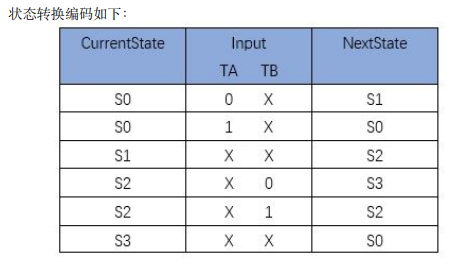 状态转换编码如下：
CurrentState Input NextState
TA TB
S0 0 X S1
S0 1 X S0
S1 X X S2
S2 X 0 S3
S2 X 1 S2
S3 X X S0